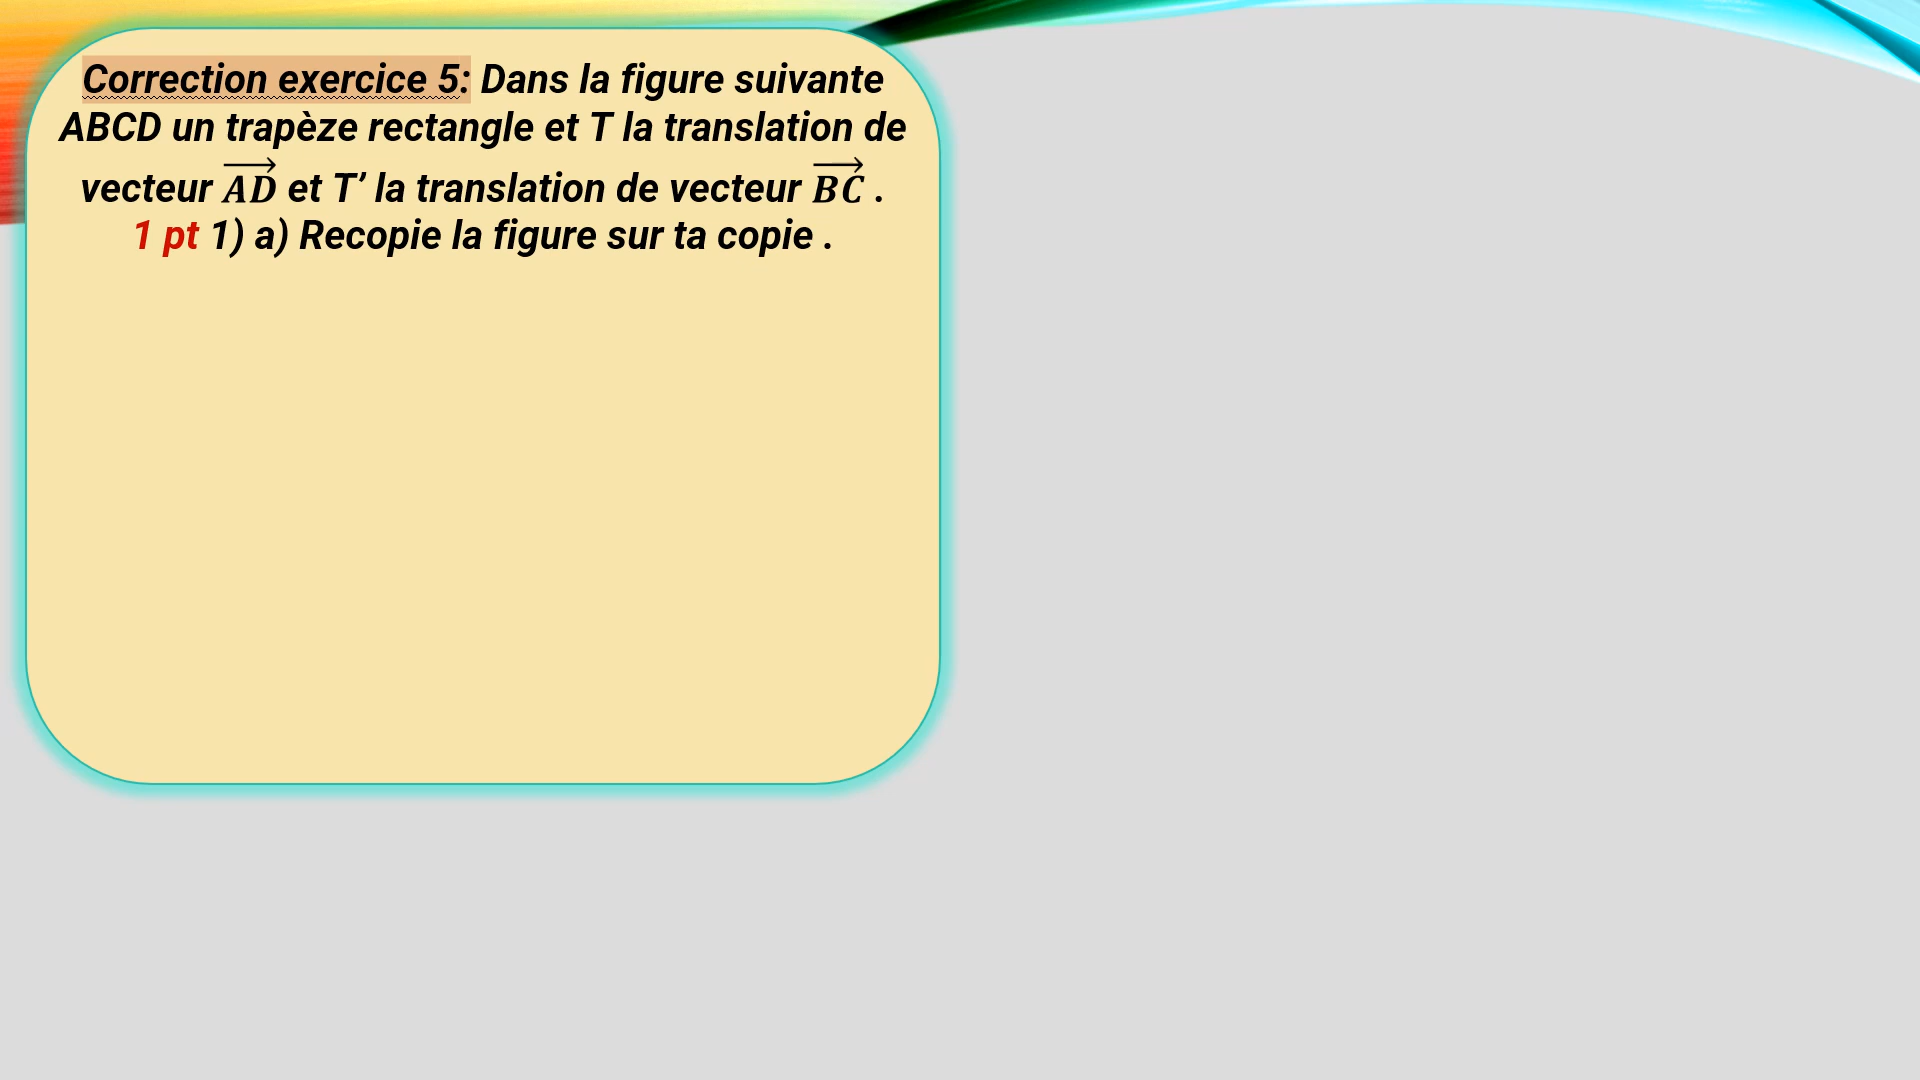 Correction exercice 5: Dans la figure suivante
ABCD un trapèze rectangle et T la translation de
vecteur $\overrightarrow{AD}$ et T’ la translation de vecteur $\overrightarrow{BC}$ .
1 pt 1) a) Recopie la figure sur ta copie .